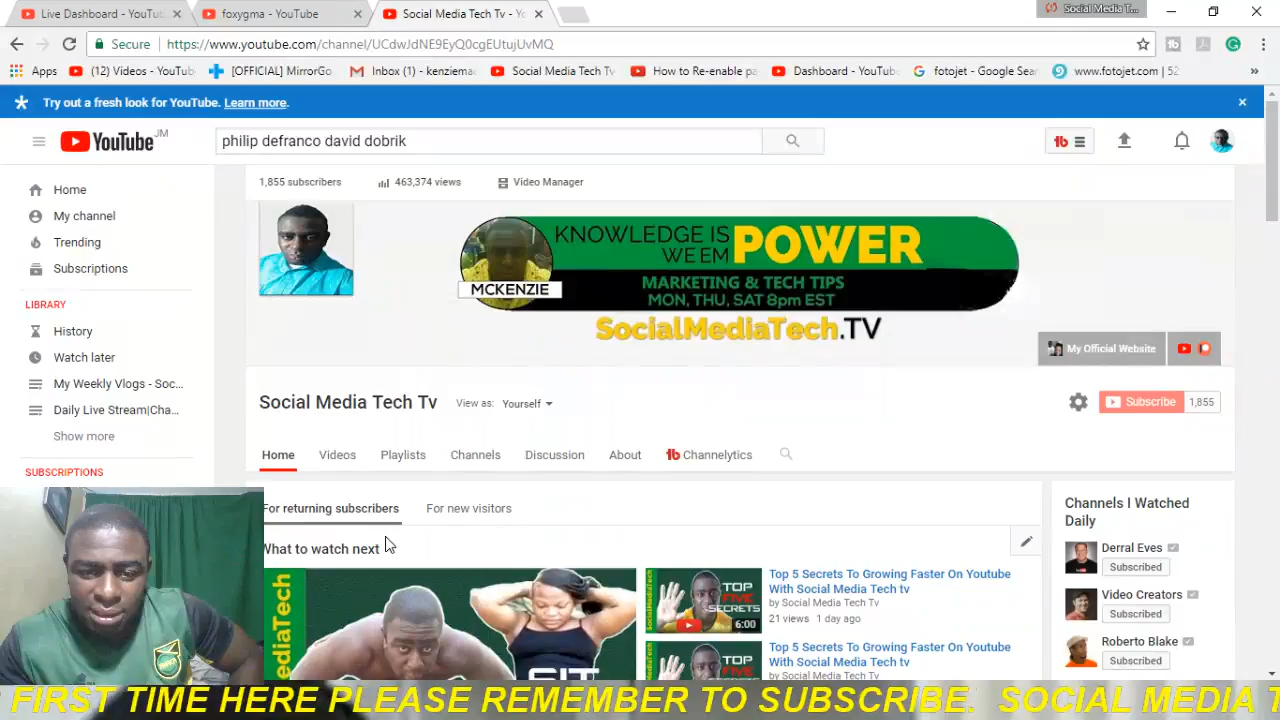 Live Dashboard - YouTu
foxygma - YouTube
Social Media Tech Tv - Yo
Social Media T...
Secure
https://www.youtube.com/channel/UCdwJdNE9EyQ0cgEUtujUvMQ
Apps
(12) Videos - YouTub
[OFFICIAL] MirrorGo
Inbox (1) - kenziemac
Social Media Tech Tv
How to Re-enable pa
Dashboard - YouTube
fotojet - Google Sear
www.fotojet.com | 52
Try out a fresh look for YouTube. Learn more.
YouTube JM
philip defranco david dobrik
1,855 subscribers
463,374 views
Video Manager
Home
My channel
Trending
Subscriptions
LIBRARY
History
Watch later
My Weekly Vlogs - Soc...
Daily Live Stream|Cha...
Show more
SUBSCRIPTIONS
KNOWLEDGE IS
WE EM
POWER
MCKENZIE
MARKETING & TECH TIPS
MON, THU, SAT 8pm EST
SocialMediaTech.TV
My Official Website
Social Media Tech Tv
View as: Yourself
Subscribe 1,855
Home
Videos
Playlists
Channels
Discussion
About
Channelytics
For returning subscribers
For new visitors
What to watch next
Top 5 Secrets To Growing Faster On Youtube
With Social Media Tech tv
by Social Media Tech Tv
21 views 1 day ago
TOP
FIVE
SECRETS
6:00
Top 5 Secrets To Growing Faster On Youtube
With Social Media Tech tv
by Social Media Tech Tv
TOP
Channels I Watched
Daily
Derral Eves
Subscribed
Video Creators
Subscribed
Roberto Blake
Subscribed
FIRST TIME HERE PLEASE REMEMBER TO SUBSCRIBE. SOCIAL MEDIA T